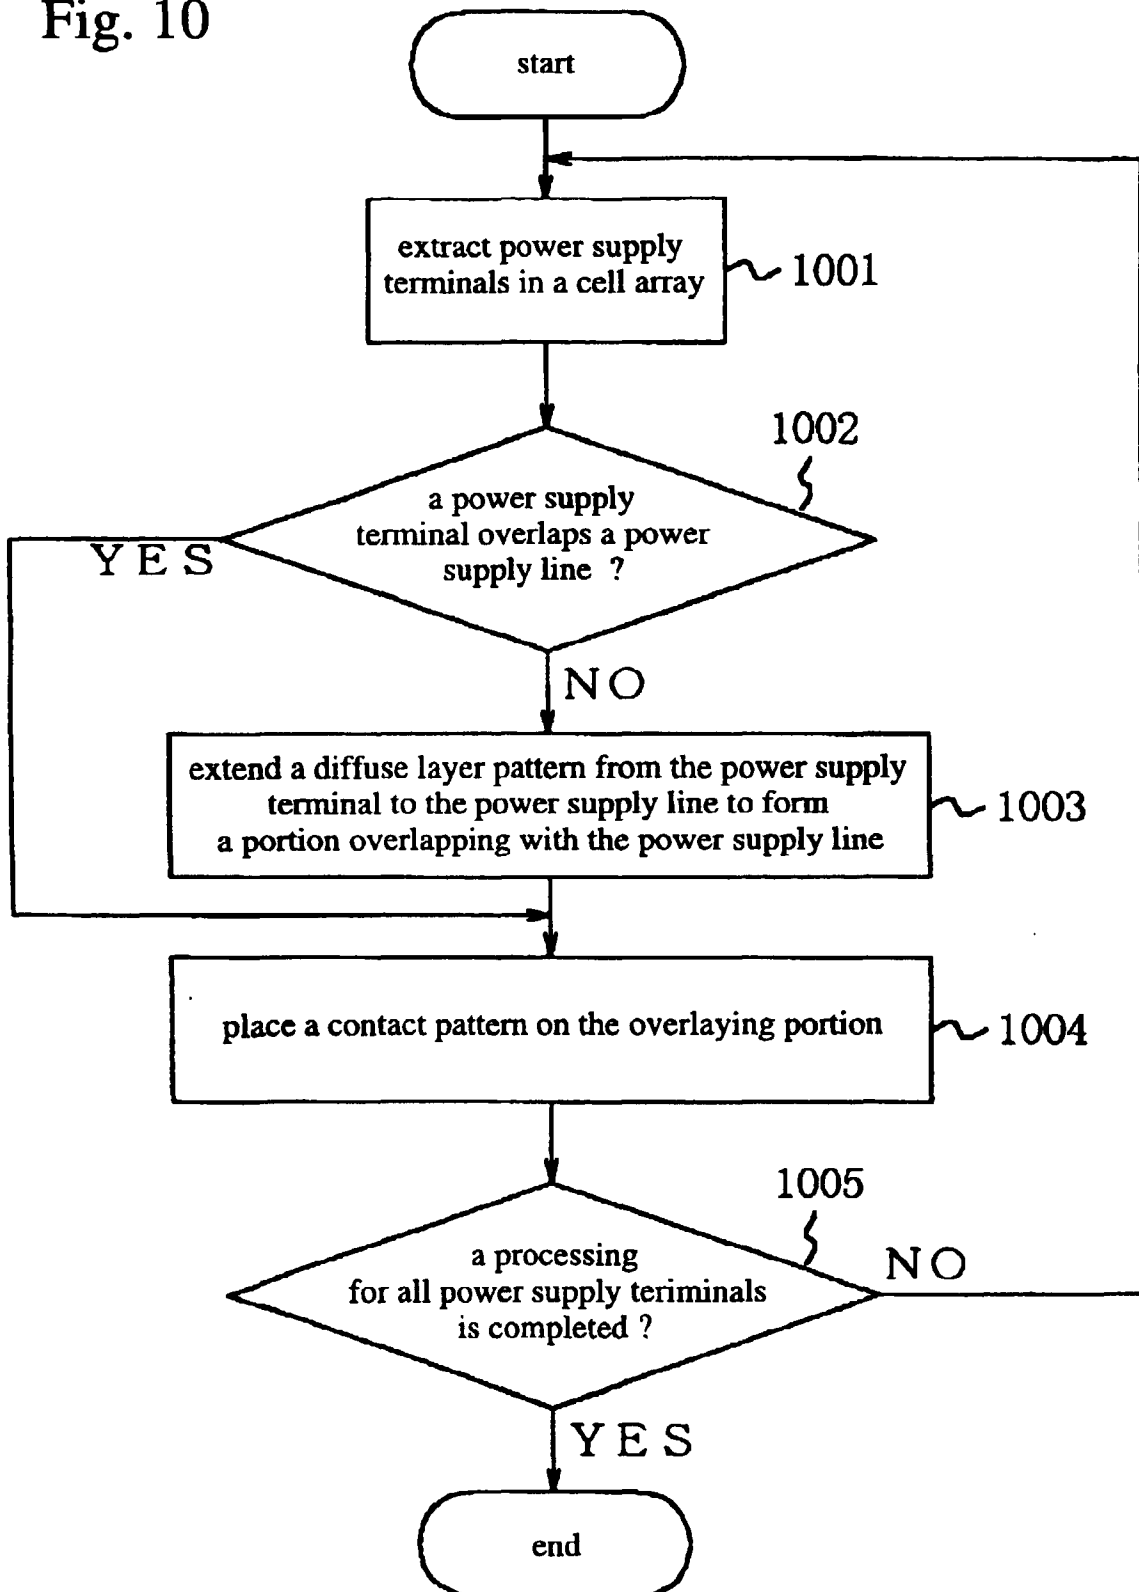 Fig. 10
start
extract power supply
terminals in a cell array
1001
1002
a power supply
terminal overlaps a power
supply line ?
YES
NO
extend a diffuse layer pattern from the power supply
terminal to the power supply line to form
a portion overlapping with the power supply line
1003
place a contact pattern on the overlaying portion
1004
1005
a processing
for all power supply teriminals
is completed ?
NO
YES
end